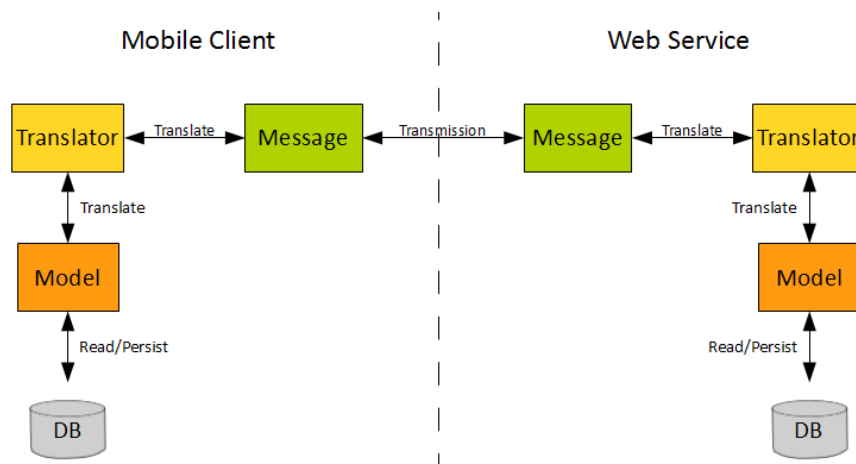 Mobile Client
Web Service
Translator
Translate
Message
Transmission
Message
Translate
Translator
Translate
Translate
Model
Model
Read/Persist
Read/Persist
DB
DB